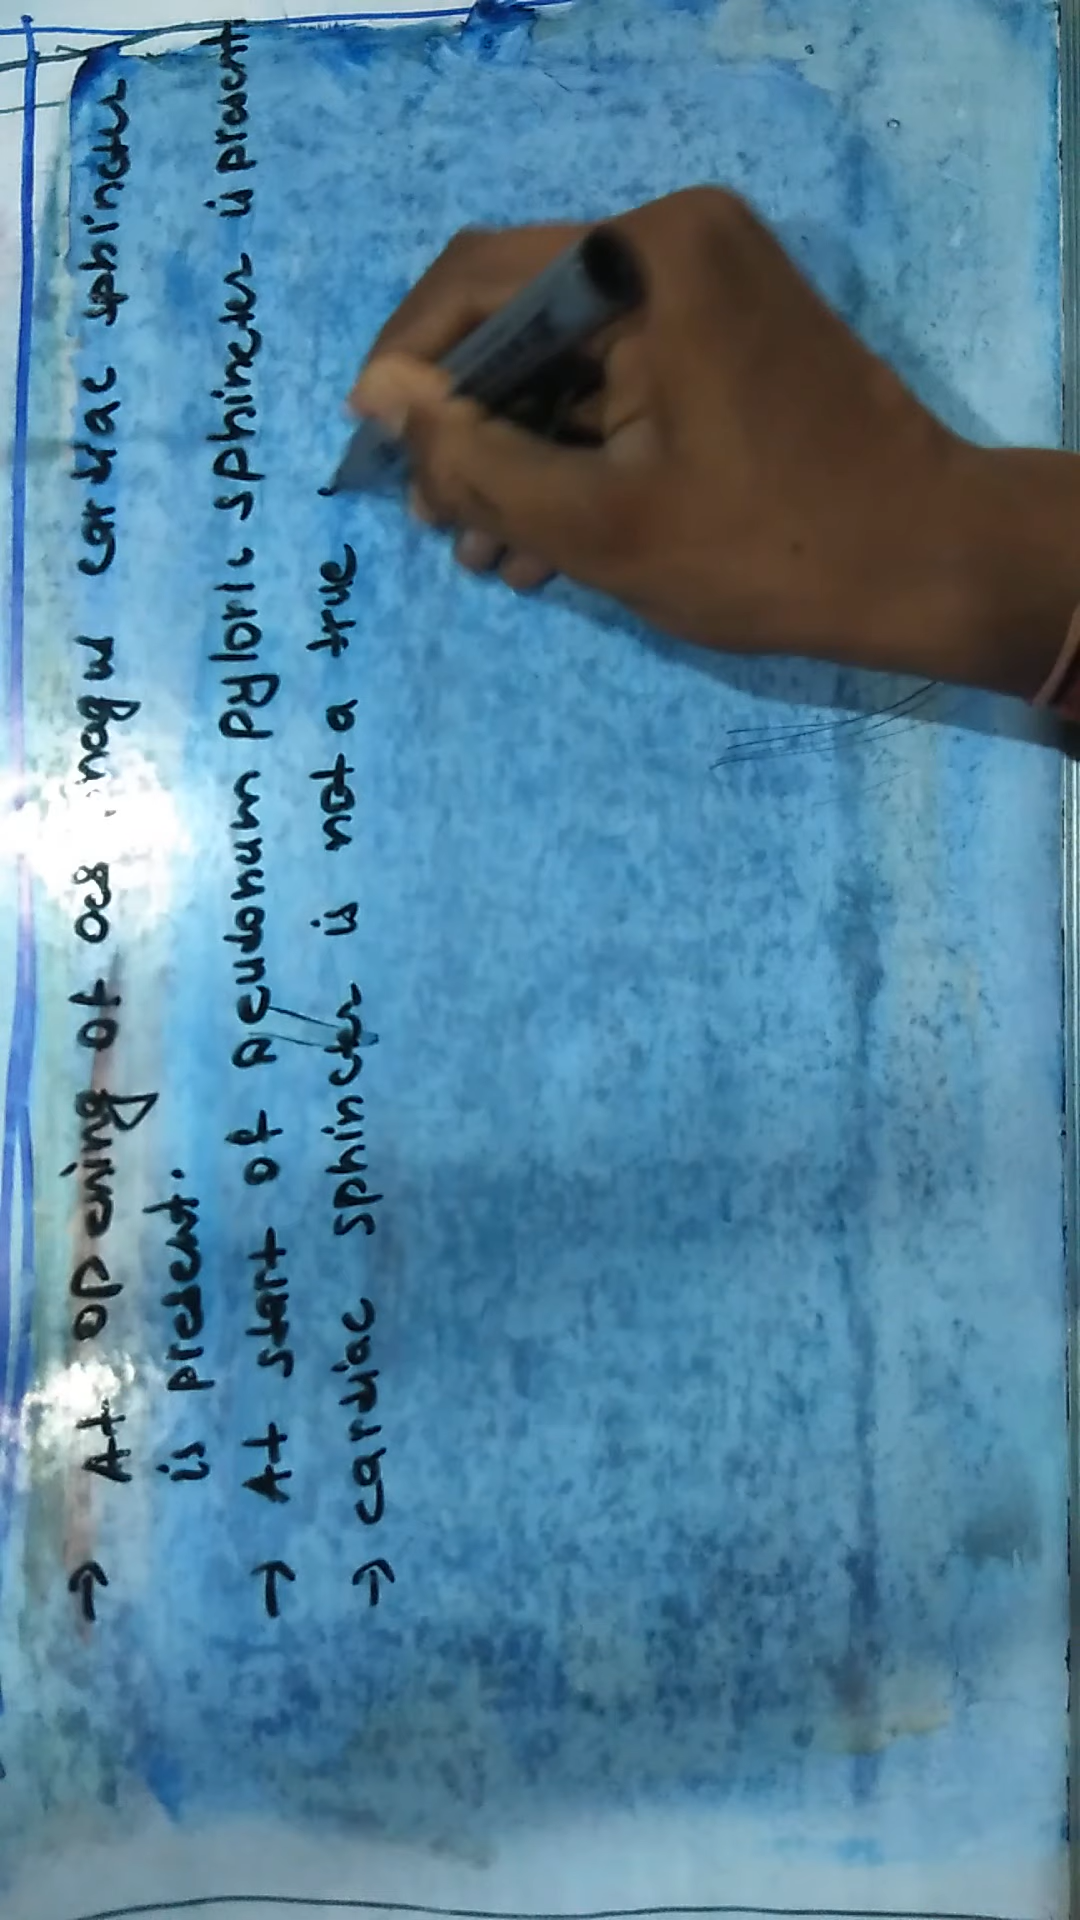 → At opening of oes nagus cardiac sphincter
is present.
→ At start of deudonum pyloric sphincter is present
→ cardiac sphincter is not a true